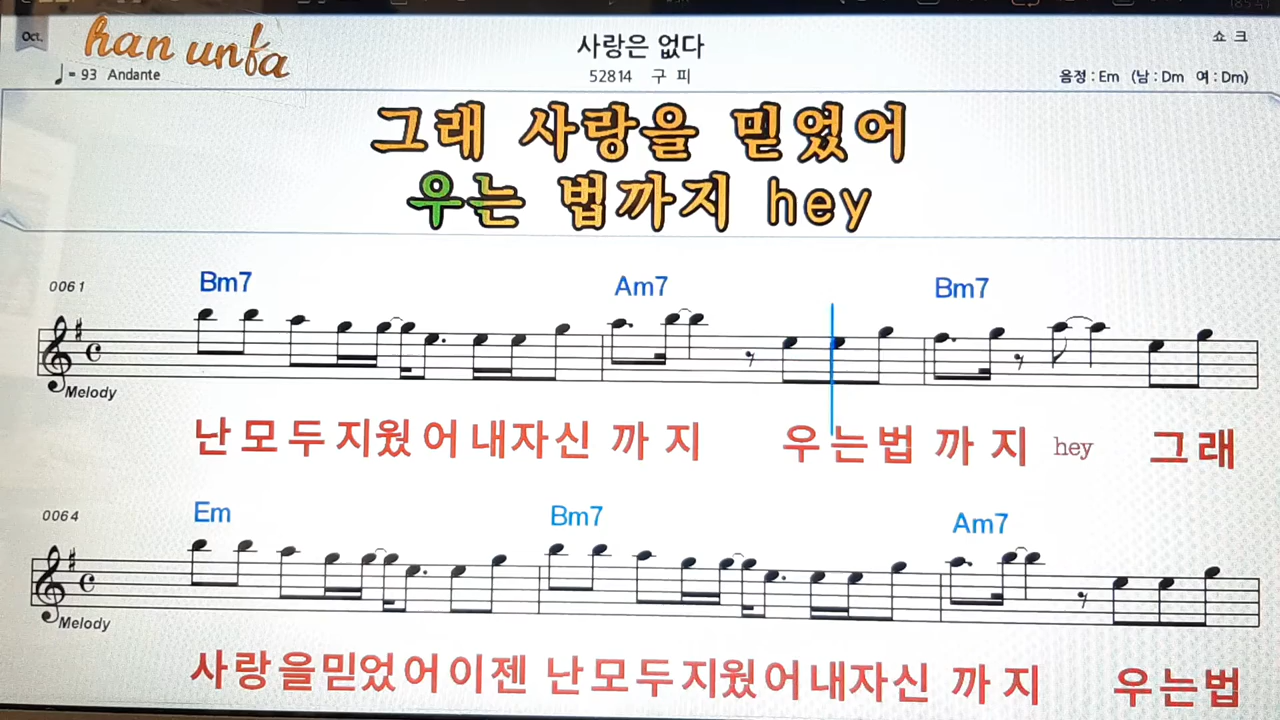 Oct.
han unfa
사랑은 없다
쇼 크
♩= 93 Andante
52814 구 피
음정 : Em (남 : Dm 여 : Dm)
그래 사랑을 믿었어
우는 법까지 hey
0061
Bm7 Am7 Bm7
Melody
난 모 두 지웠 어 내자신 까 지 우 는 법 까 지 hey 그 래
0064
Em Bm7 Am7
Melody
사 랑 을 믿었 어 이 젠 난 모 두 지웠 어 내자신 까 지 우 는 법